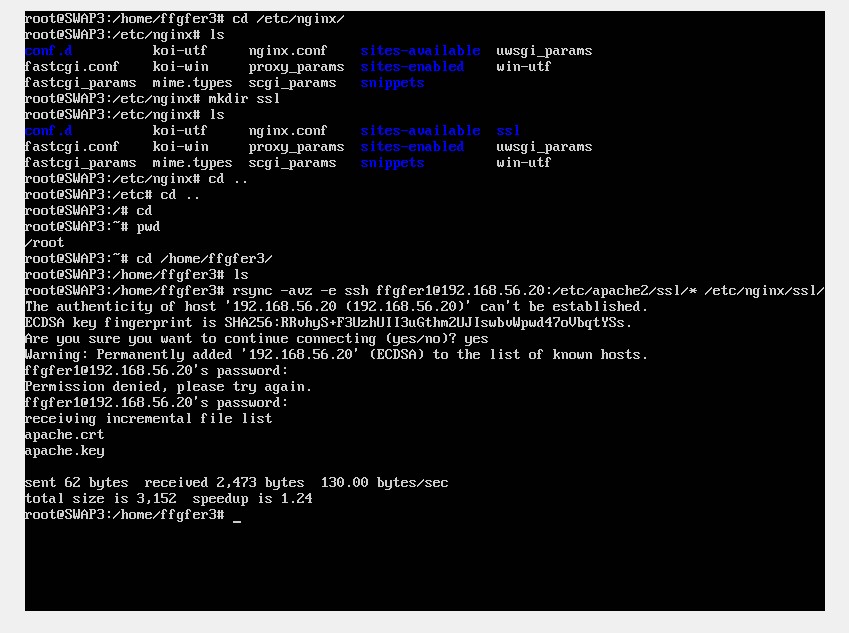 root@SWAP3:/home/ffgfer3# cd /etc/nginx/
root@SWAP3:/etc/nginx# ls
conf.d          koi-utf     nginx.conf    sites-available  uwsgi_params
fastcgi.conf    koi-win     proxy_params  sites-enabled    win-utf
fastcgi_params  mime.types  scgi_params   snippets
root@SWAP3:/etc/nginx# mkdir ssl
root@SWAP3:/etc/nginx# ls
conf.d          koi-utf     nginx.conf    sites-available  ssl
fastcgi.conf    koi-win     proxy_params  sites-enabled    uwsgi_params
fastcgi_params  mime.types  scgi_params   snippets         win-utf
root@SWAP3:/etc/nginx# cd ..
root@SWAP3:/etc# cd ..
root@SWAP3:/# cd
root@SWAP3:~# pwd
/root
root@SWAP3:~# cd /home/ffgfer3/
root@SWAP3:/home/ffgfer3# ls
root@SWAP3:/home/ffgfer3# rsync -avz -e ssh ffgfer1@192.168.56.20:/etc/apache2/ssl/* /etc/nginx/ssl/
The authenticity of host '192.168.56.20 (192.168.56.20)' can't be established.
ECDSA key fingerprint is SHA256:RRvhyS+F3UzhUII3uGthm2UJIswbvWpwd47oVbqtYSs.
Are you sure you want to continue connecting (yes/no)? yes
Warning: Permanently added '192.168.56.20' (ECDSA) to the list of known hosts.
ffgfer1@192.168.56.20's password:
Permission denied, please try again.
ffgfer1@192.168.56.20's password:
receiving incremental file list
apache.crt
apache.key
sent 62 bytes  received 2,473 bytes  130.00 bytes/sec
total size is 3,152  speedup is 1.24
root@SWAP3:/home/ffgfer3# _